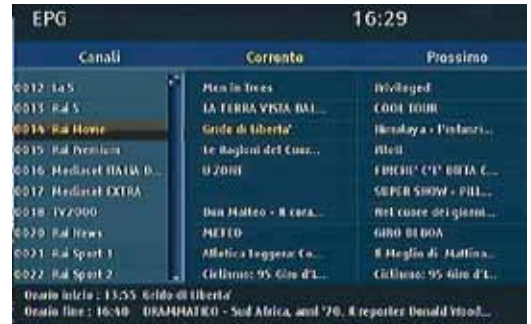 EPG 16:29
Canali Corrente Prossimo
0012 La 5 Men in Trees Privileged
0013 Rai 5 LA TERRA VISTA DAL... COOL TOUR
0014 Rai Movie Grido di liberta' Himalaya - l'infanzi...
0015 Rai Premium Le Ragioni del Cuor...
0016 Mediaset ITALIA D... U ZONE FINCHE' C'E' DITTA C...
0017 Mediaset EXTRA SUPER SHOW - PILL...
0018 TV2000 Don Matteo - Il cora... Nel cuore dei giorni...
0020 Rai News METEO GIRO DI BOA
0021 Rai Sport 1 Atletica leggera: Ca... Il Meglio di Mattina...
0022 Rai Sport 2 Ciclismo: 95 Giro d'I... Ciclismo: 95 Giro d'I...
Orario inizio : 13:55 Grido di liberta'
Orario fine : 16:40 DRAMMATICO - Sud Africa, anni '70. Il reporter Donald Wood...